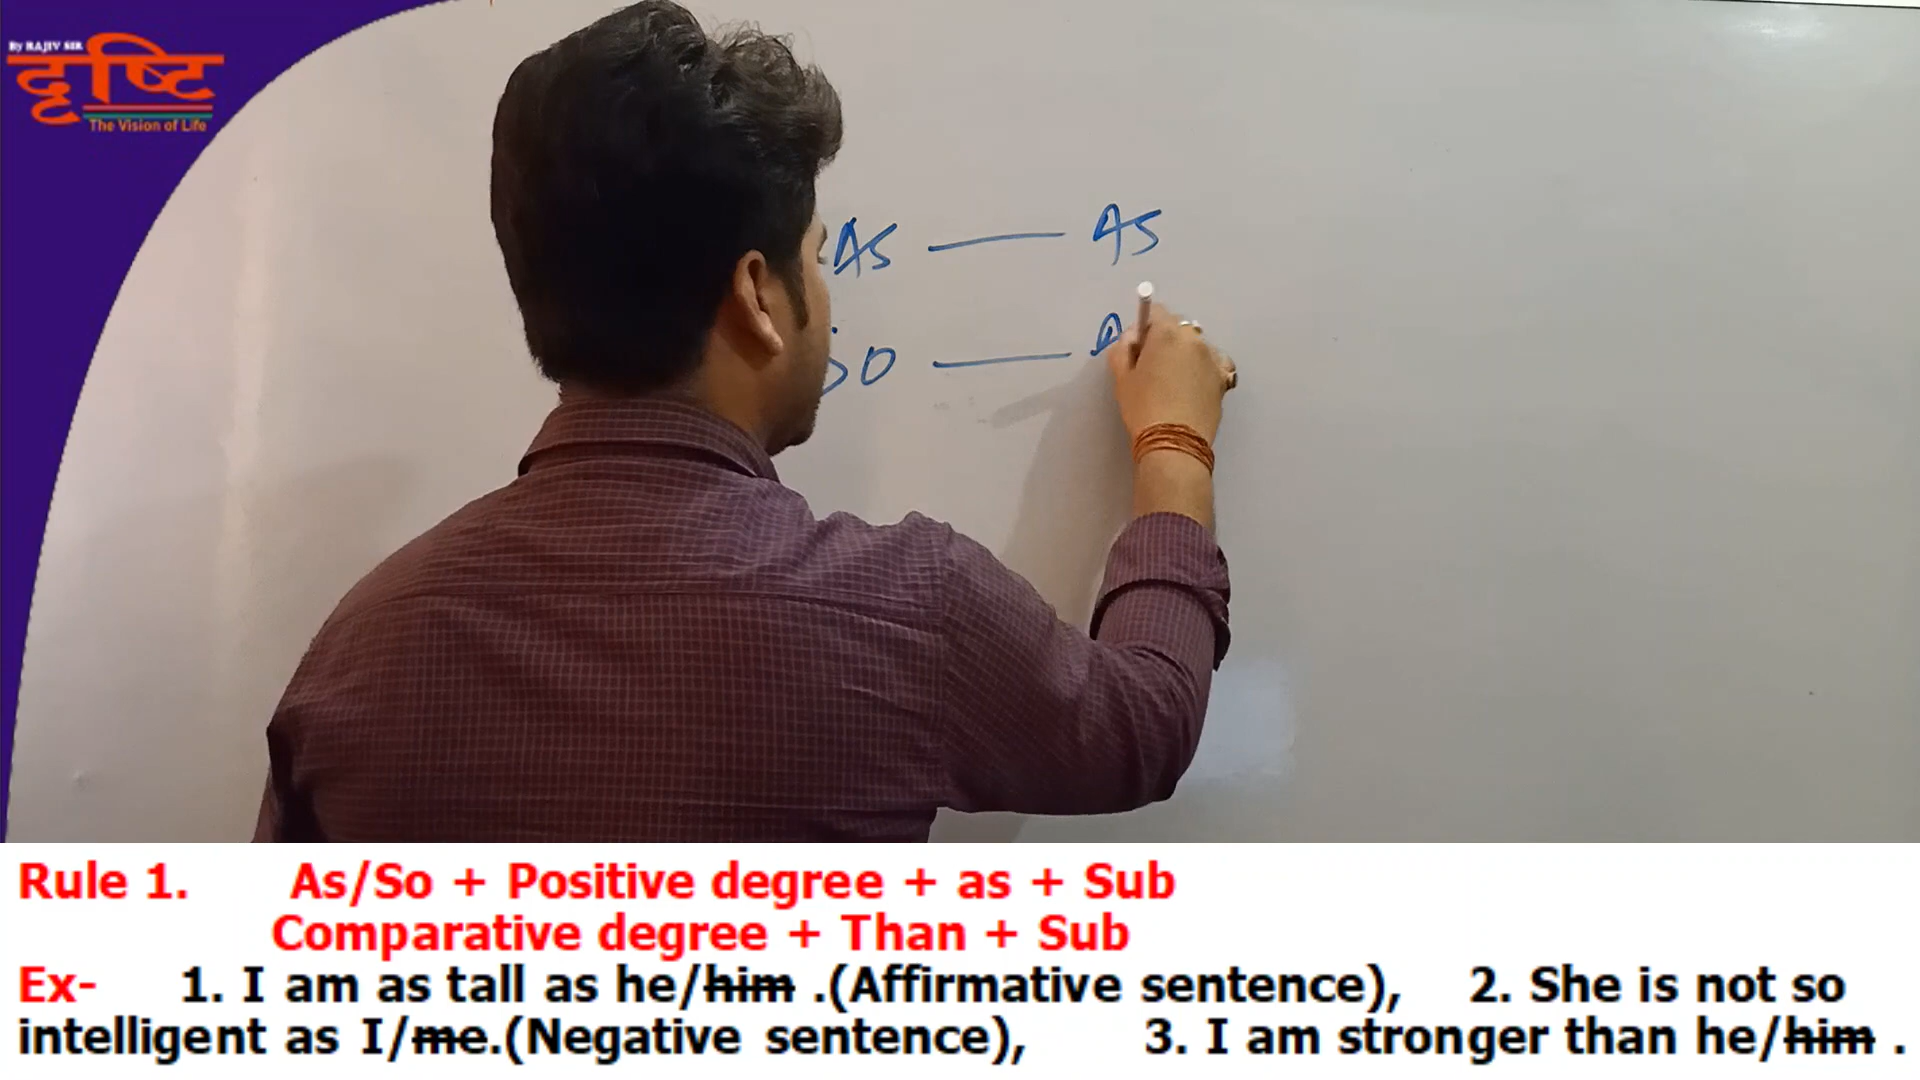 By RAJIV SIR
दृष्टि
The Vision of Life
As — As
So —
Rule 1. As/So + Positive degree + as + Sub
Comparative degree + Than + Sub
Ex- 1. I am as tall as he/him .(Affirmative sentence), 2. She is not so
intelligent as I/me.(Negative sentence), 3. I am stronger than he/him .